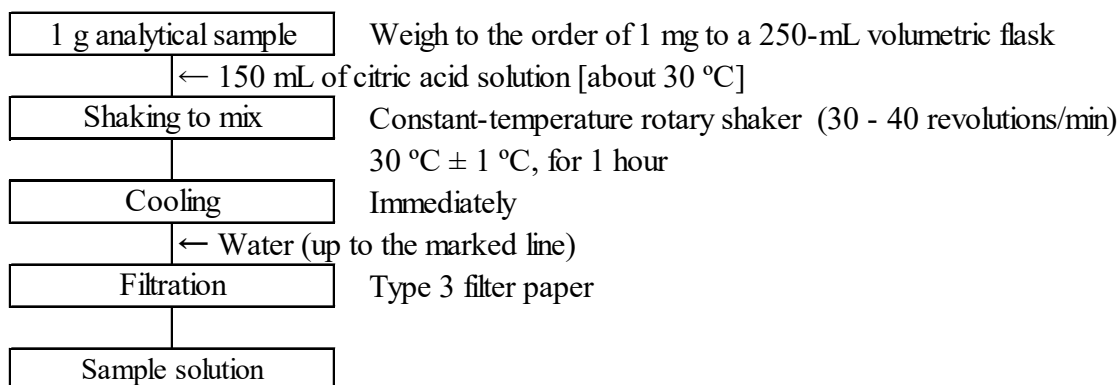 1 g analytical sample Weigh to the order of 1 mg to a 250-mL volumetric flask
← 150 mL of citric acid solution [about 30 ºC]
Shaking to mix Constant-temperature rotary shaker (30 - 40 revolutions/min)
30 ºC ± 1 ºC, for 1 hour
Cooling Immediately
← Water (up to the marked line)
Filtration Type 3 filter paper
Sample solution